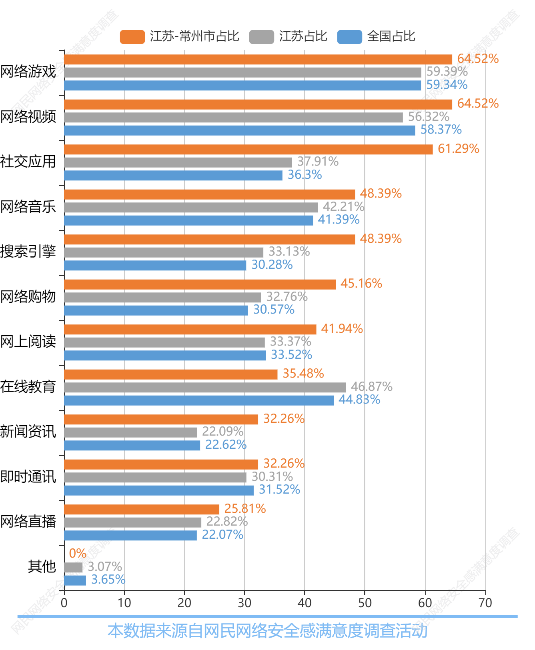 江苏-常州市占比 江苏占比 全国占比
网络游戏 64.52% 59.39% 59.34%
网络视频 64.52% 56.32% 58.37%
社交应用 61.29% 37.91% 36.3%
网络音乐 48.39% 42.21% 41.39%
搜索引擎 48.39% 33.13% 30.28%
网络购物 45.16% 32.76% 30.57%
网上阅读 41.94% 33.37% 33.52%
在线教育 35.48% 46.87% 44.83%
新闻资讯 32.26% 22.09% 22.62%
即时通讯 32.26% 30.31% 31.52%
网络直播 25.81% 22.82% 22.07%
其他 0% 3.07% 3.65%
0 10 20 30 40 50 60 70
本数据来源自网民网络安全感满意度调查活动